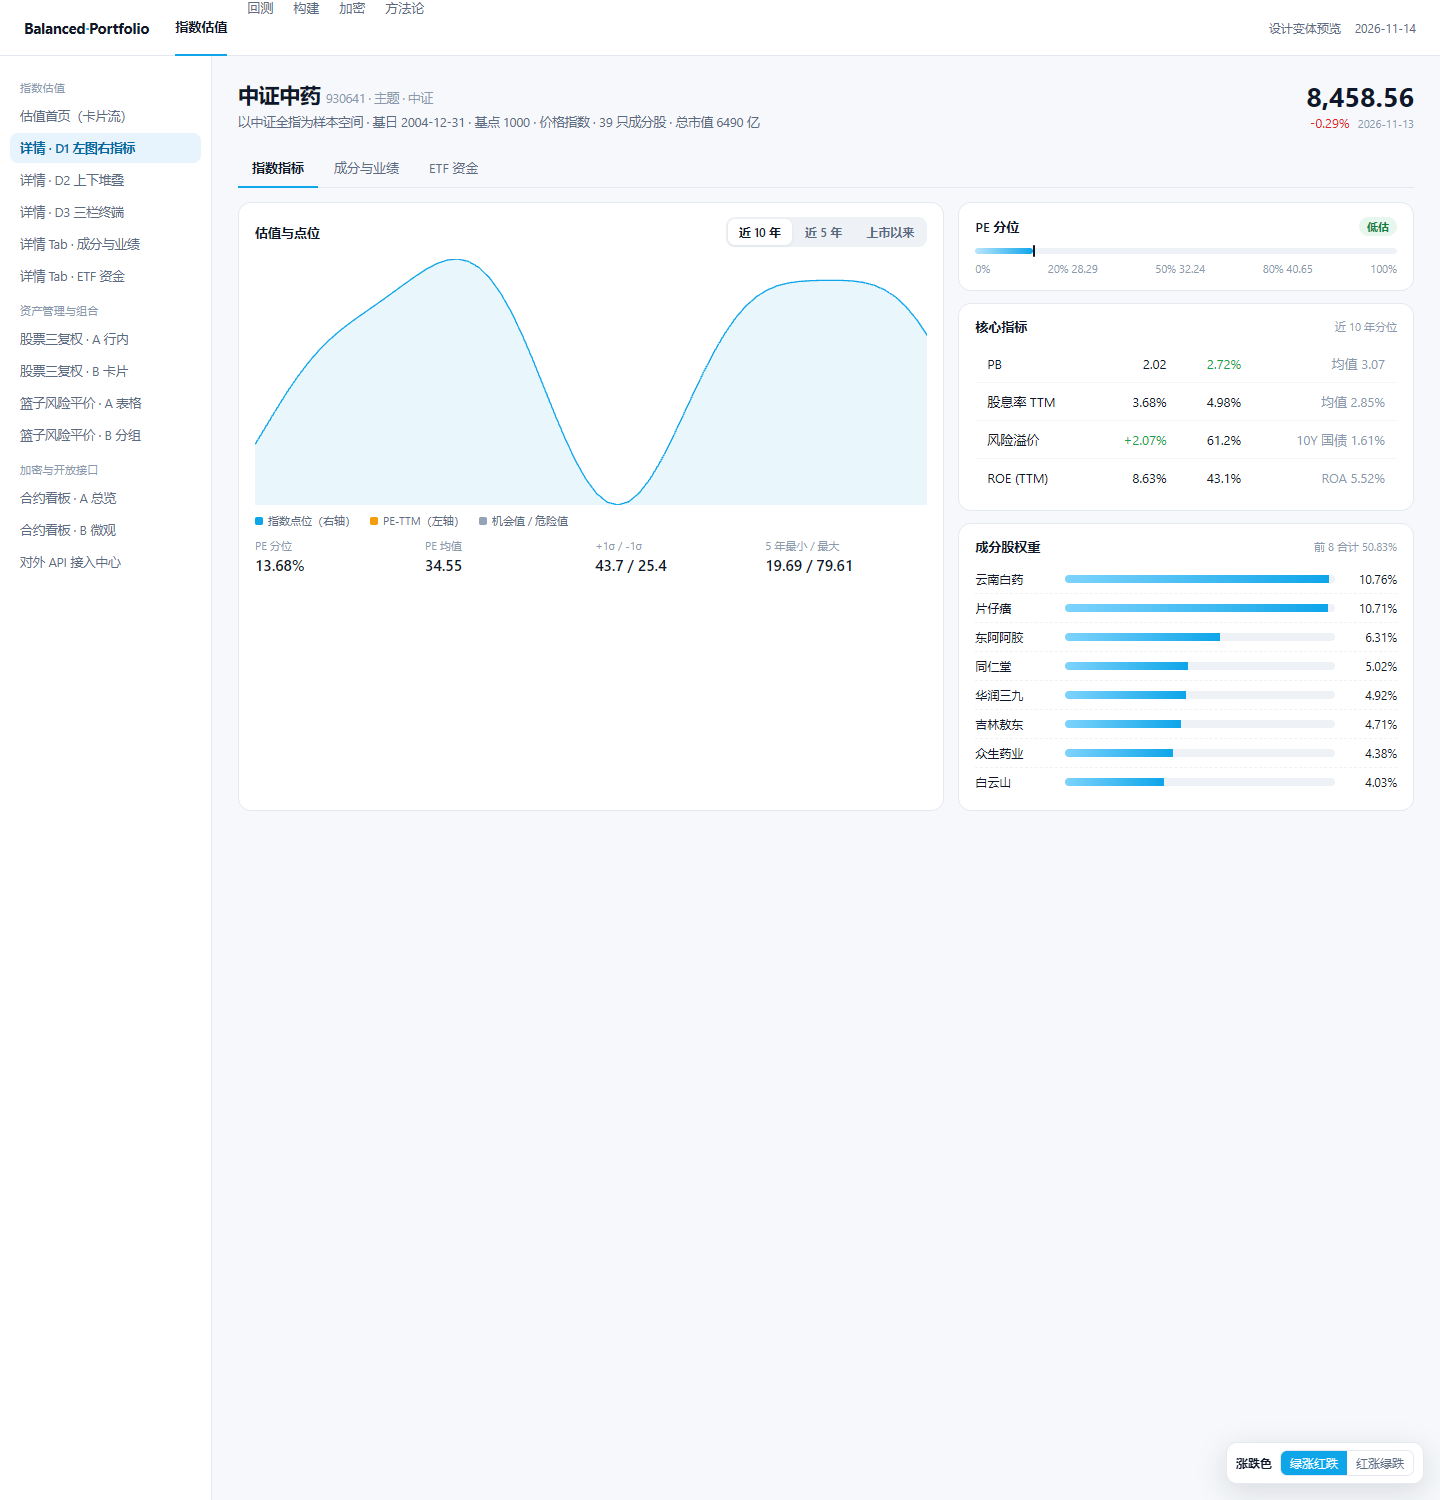 Balanced·Portfolio 指数估值 回测 构建 加密 方法论 设计变体预览 2026-11-14
指数估值
估值首页（卡片流）
详情 · D1 左图右指标
详情 · D2 上下堆叠
详情 · D3 三栏终端
详情 Tab · 成分与业绩
详情 Tab · ETF 资金
资产管理与组合
股票三复权 · A 行内
股票三复权 · B 卡片
篮子风险平价 · A 表格
篮子风险平价 · B 分组
加密与开放接口
合约看板 · A 总览
合约看板 · B 微观
对外 API 接入中心
中证中药 930641 · 主题 · 中证
以中证全指为样本空间 · 基日 2004-12-31 · 基点 1000 · 价格指数 · 39 只成分股 · 总市值 6490 亿
8,458.56
-0.29% 2026-11-13
指数指标 成分与业绩 ETF 资金
估值与点位 近 10 年 近 5 年 上市以来
指数点位（右轴） PE-TTM（左轴） 机会值 / 危险值
PE 分位 PE 均值 +1σ / -1σ 5 年最小 / 最大
13.68% 34.55 43.7 / 25.4 19.69 / 79.61
PE 分位 低估
0% 20% 28.29 50% 32.24 80% 40.65 100%
核心指标 近 10 年分位
PB 2.02 2.72% 均值 3.07
股息率 TTM 3.68% 4.98% 均值 2.85%
风险溢价 +2.07% 61.2% 10Y 国债 1.61%
ROE (TTM) 8.63% 43.1% ROA 5.52%
成分股权重 前 8 合计 50.83%
云南白药 10.76%
片仔癀 10.71%
东阿阿胶 6.31%
同仁堂 5.02%
华润三九 4.92%
吉林敖东 4.71%
众生药业 4.38%
白云山 4.03%
涨跌色 绿涨红跌 红涨绿跌